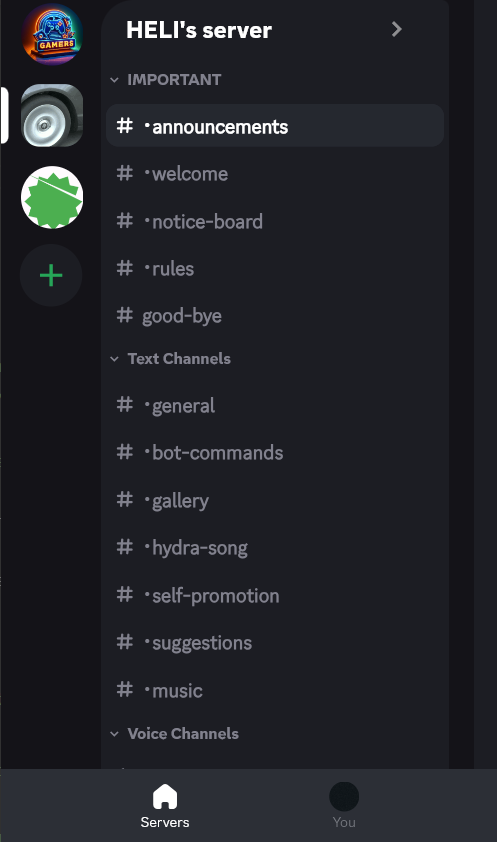 GAMERS
HELI's server
IMPORTANT
# •announcements
# •welcome
# •notice-board
# •rules
# good-bye
Text Channels
# •general
# •bot-commands
# •gallery
# •hydra-song
# •self-promotion
# •suggestions
# •music
Voice Channels
Servers
You